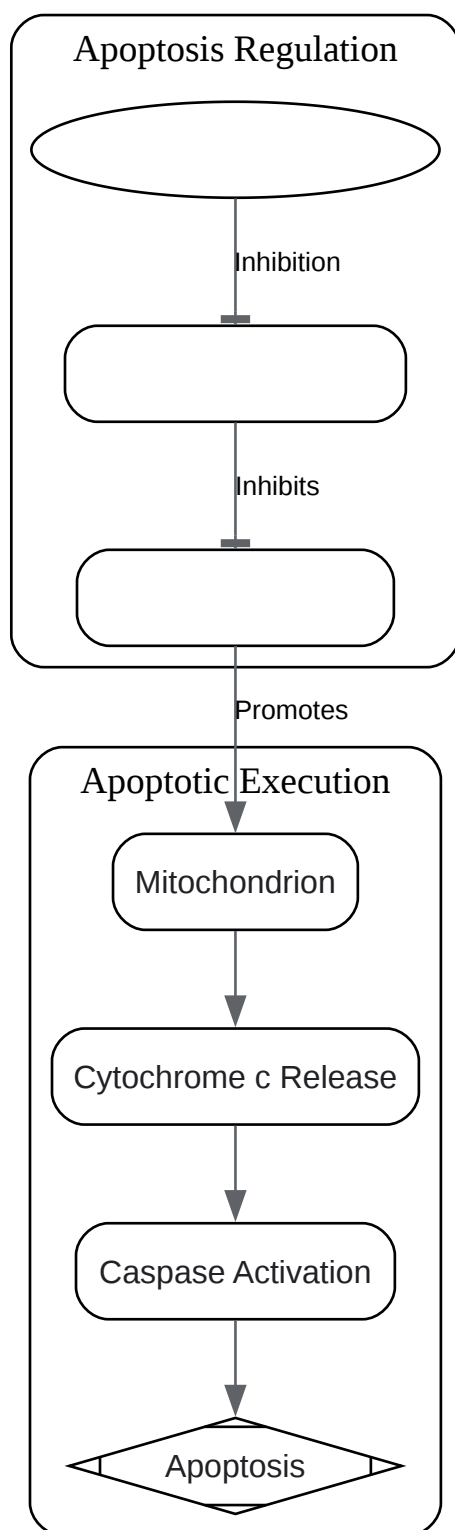 Apoptosis Regulation
Inhibition
Inhibits
Promotes
Apoptotic Execution
Mitochondrion
Cytochrome c Release
Caspase Activation
Apoptosis